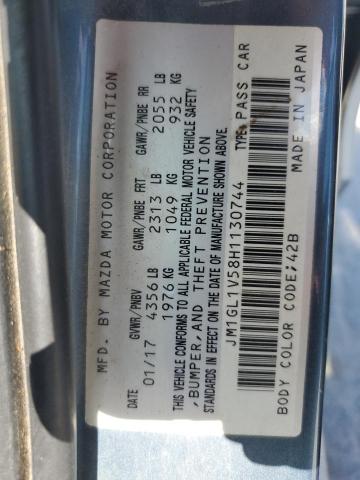 MFD. BY MAZDA MOTOR CORPORATION
DATE GVWR/PNBV GAWR/PNBE FRT GAWR/PNBE RR
01/17 4356 LB 2313 LB 2055 LB
1976 KG 1049 KG 932 KG
THIS VEHICLE CONFORMS TO ALL APPLICABLE FEDERAL MOTOR VEHICLE SAFETY
,BUMPER,AND THEFT PREVENTION
STANDARDS IN EFFECT ON THE DATE OF MANUFACTURE SHOWN ABOVE.
JM1GL1V58H1130744 TYPE: PASS CAR
BODY COLOR CODE;42B MADE IN JAPAN